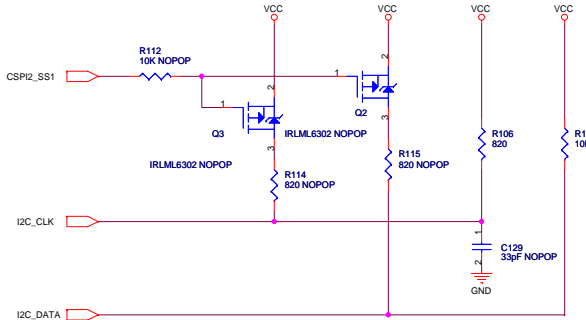 VCC
VCC
VCC
VCC
R112
10K NOPOP
CSPI2_SS1
1
2
2
1
Q2
Q3
IRLML6302 NOPOP
3
3
IRLML6302 NOPOP
R106
820
R115
820 NOPOP
R114
820 NOPOP
I2C_CLK
1
C129
33pF NOPOP
2
GND
I2C_DATA